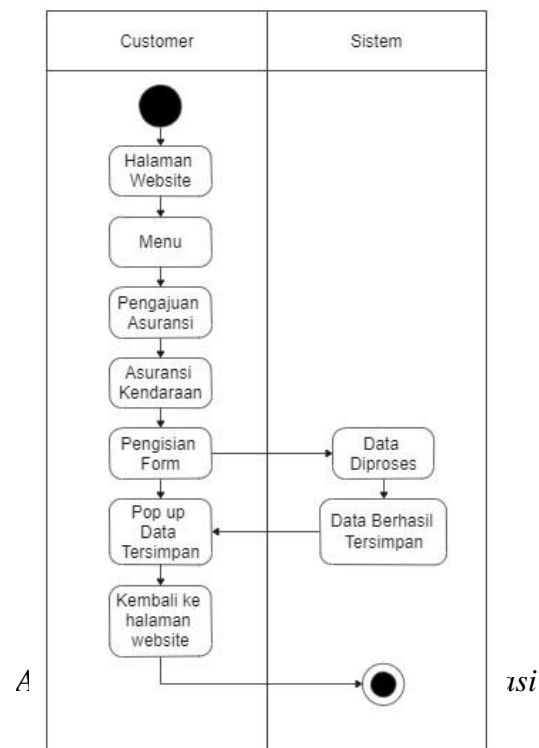 Customer
Sistem
Halaman
Website
Menu
Pengajuan
Asuransi
Asuransi
Kendaraan
Pengisian
Form
Data
Diproses
Pop up
Data
Tersimpan
Data Berhasil
Tersimpan
Kembali ke
halaman
website